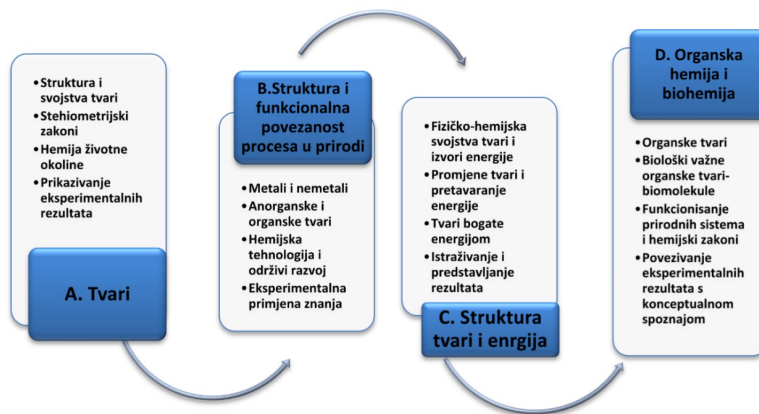 • Struktura i
svojstva tvari
• Stehiometrijski
zakoni
• Hemija životne
okoline
• Prikazivanje
eksperimentalnih
rezultata
A. Tvari
B.Struktura i
funkcionalna
povezanost
procesa u prirodi
• Metali i nemetali
• Anorganske i
organske tvari
• Hemijska
tehnologija i
održivi razvoj
• Eksperimentalna
primjena znanja
• Fizičko-hemijska
svojstva tvari i
izvori energije
• Promjene tvari i
pretavaranje
energije
• Tvari bogate
energijom
• Istraživanje i
predstavljanje
rezultata
C. Struktura
tvari i enrgija
D. Organska
hemija i
biohemija
• Organske tvari
• Biološki važne
organske tvari-
biomolekule
• Funkcionisanje
prirodnih sistema
i hemijski zakoni
• Povezivanje
eksperimentalnih
rezultata s
konceptualnom
spoznajom